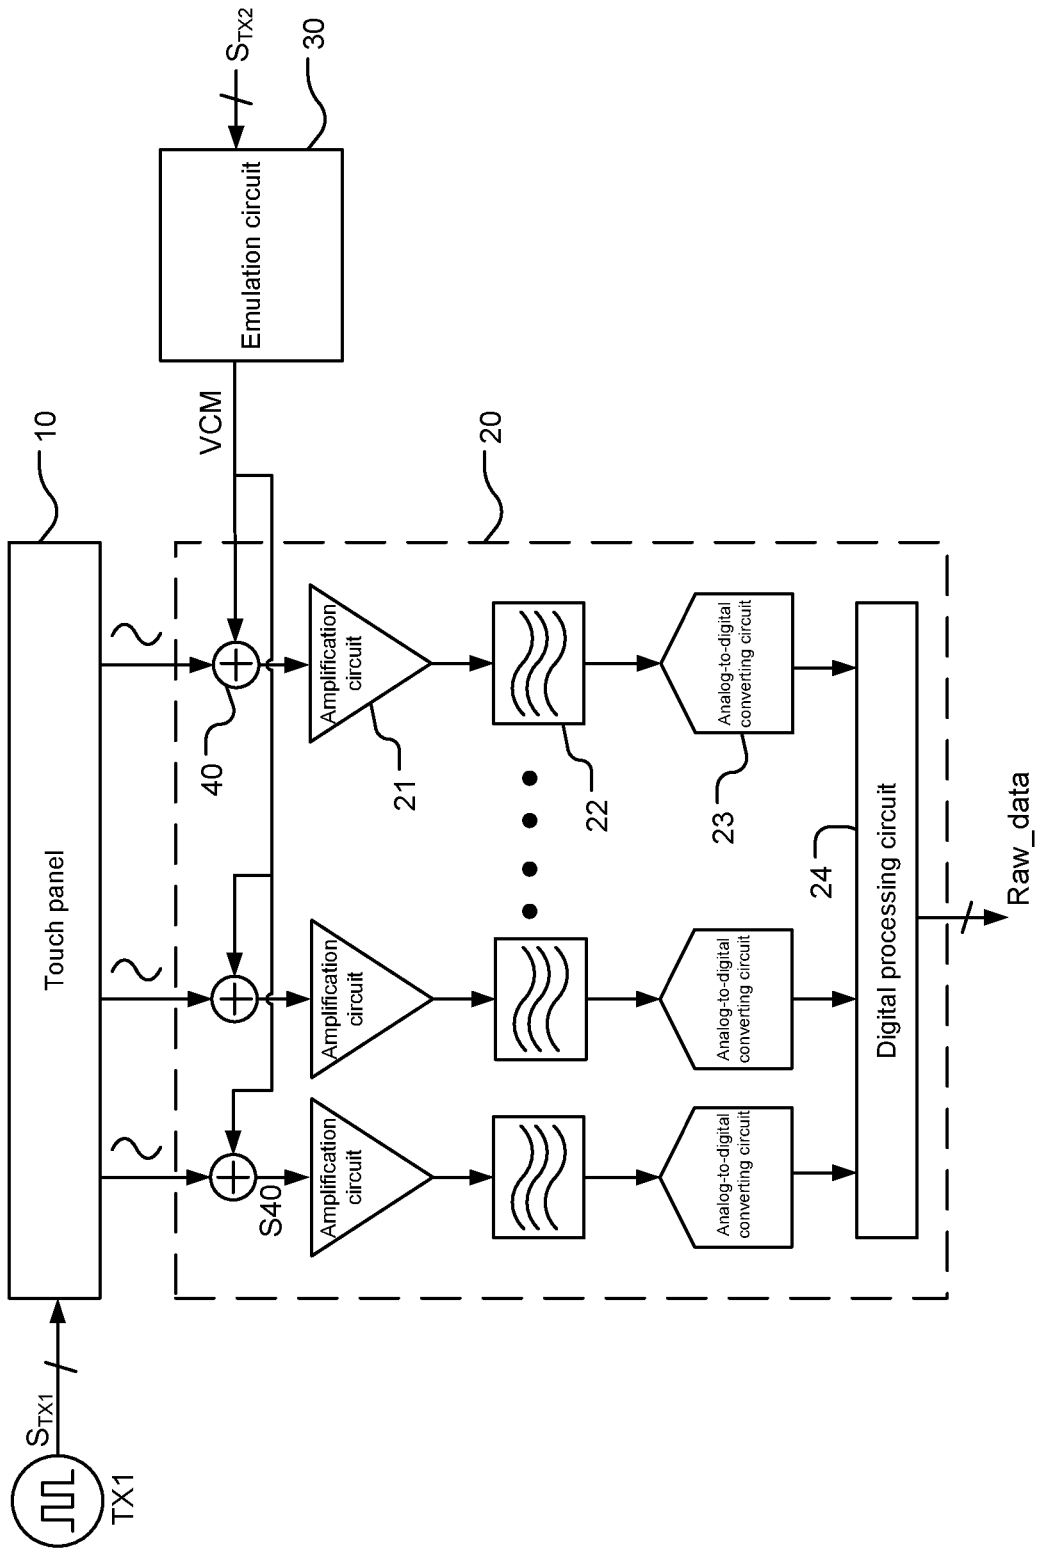 TX1
STX1
Touch panel
10
VCM
Emulation circuit
30
STX2
40
S40
20
Amplification
circuit
Amplification
circuit
Amplification
circuit
21
22
Analog-to-digital
converting circuit
Analog-to-digital
converting circuit
Analog-to-digital
converting circuit
23
24
Digital processing circuit
Raw_data